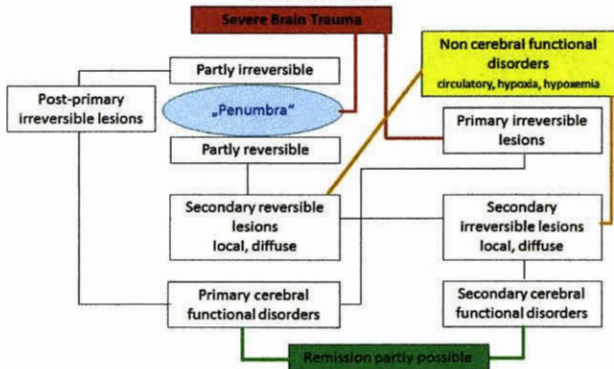 Severe Brain Trauma
Non cerebral functional
disorders
circulatory, hypoxia, hypoxemia
Partly irreversible
Post-primary
irreversible lesions
„Penumbra"
Primary irreversible
lesions
Partly reversible
Secondary reversible
lesions
local, diffuse
Secondary
irreversible lesions
local, diffuse
Primary cerebral
functional disorders
Secondary cerebral
functional disorders
Remission partly possible